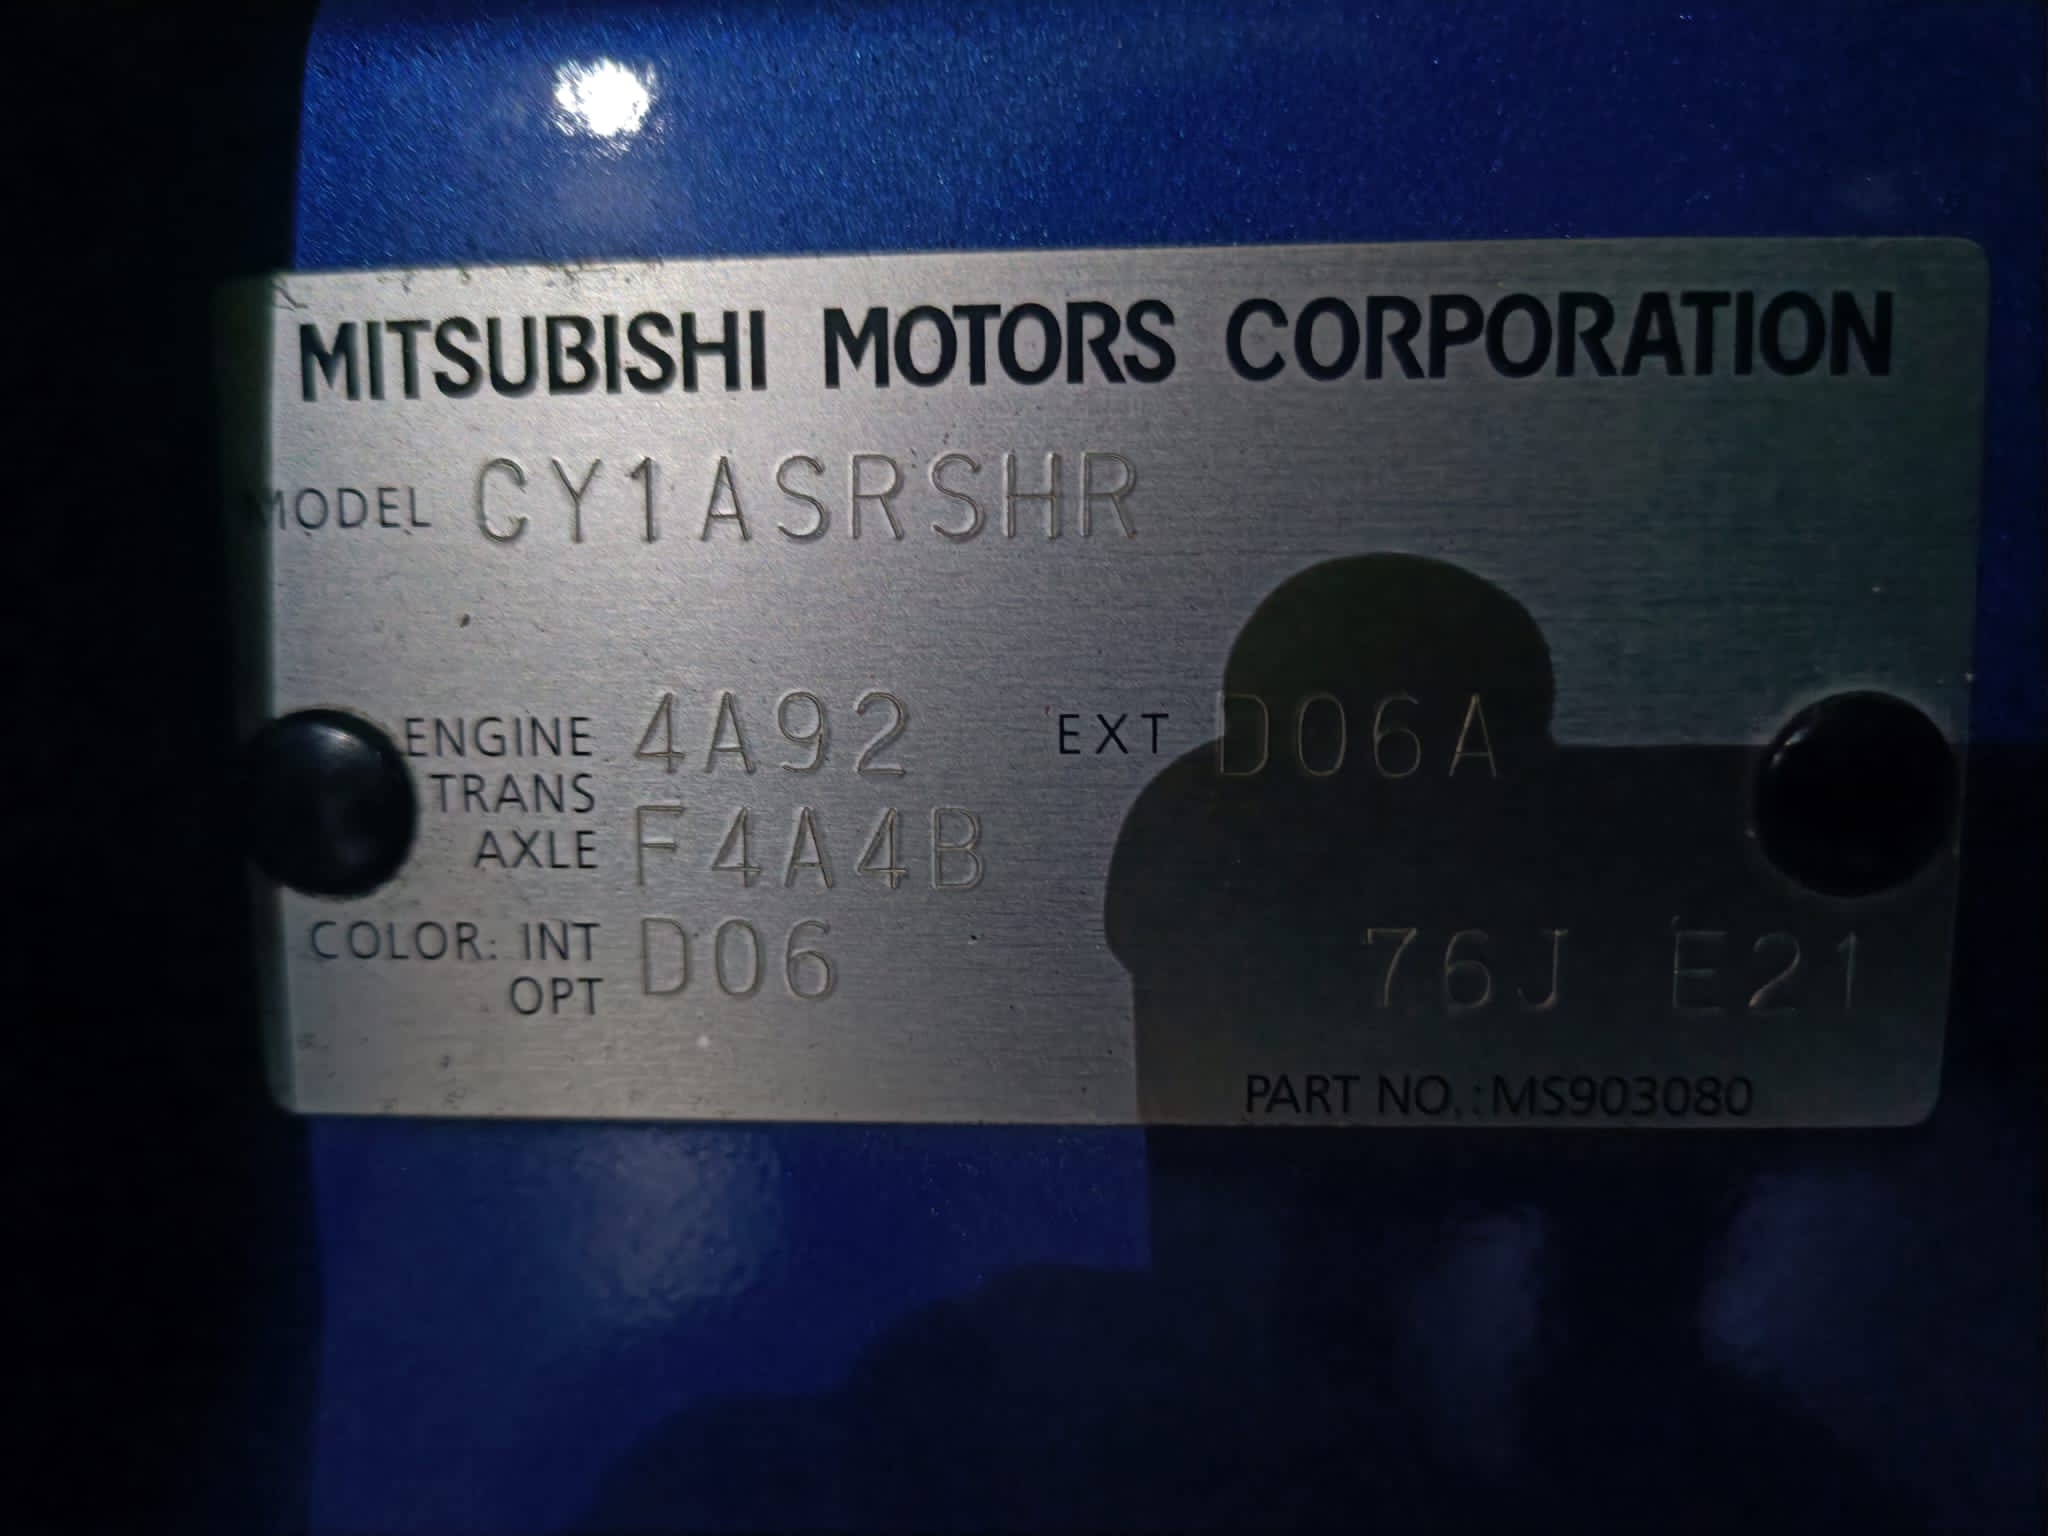 MITSUBISHI MOTORS CORPORATION
MODEL CY1ASRSHR
ENGINE 4A92 EXT D06A
TRANS
AXLE F4A4B
COLOR: INT D06 76J E21
OPT
PART NO.:MS903080